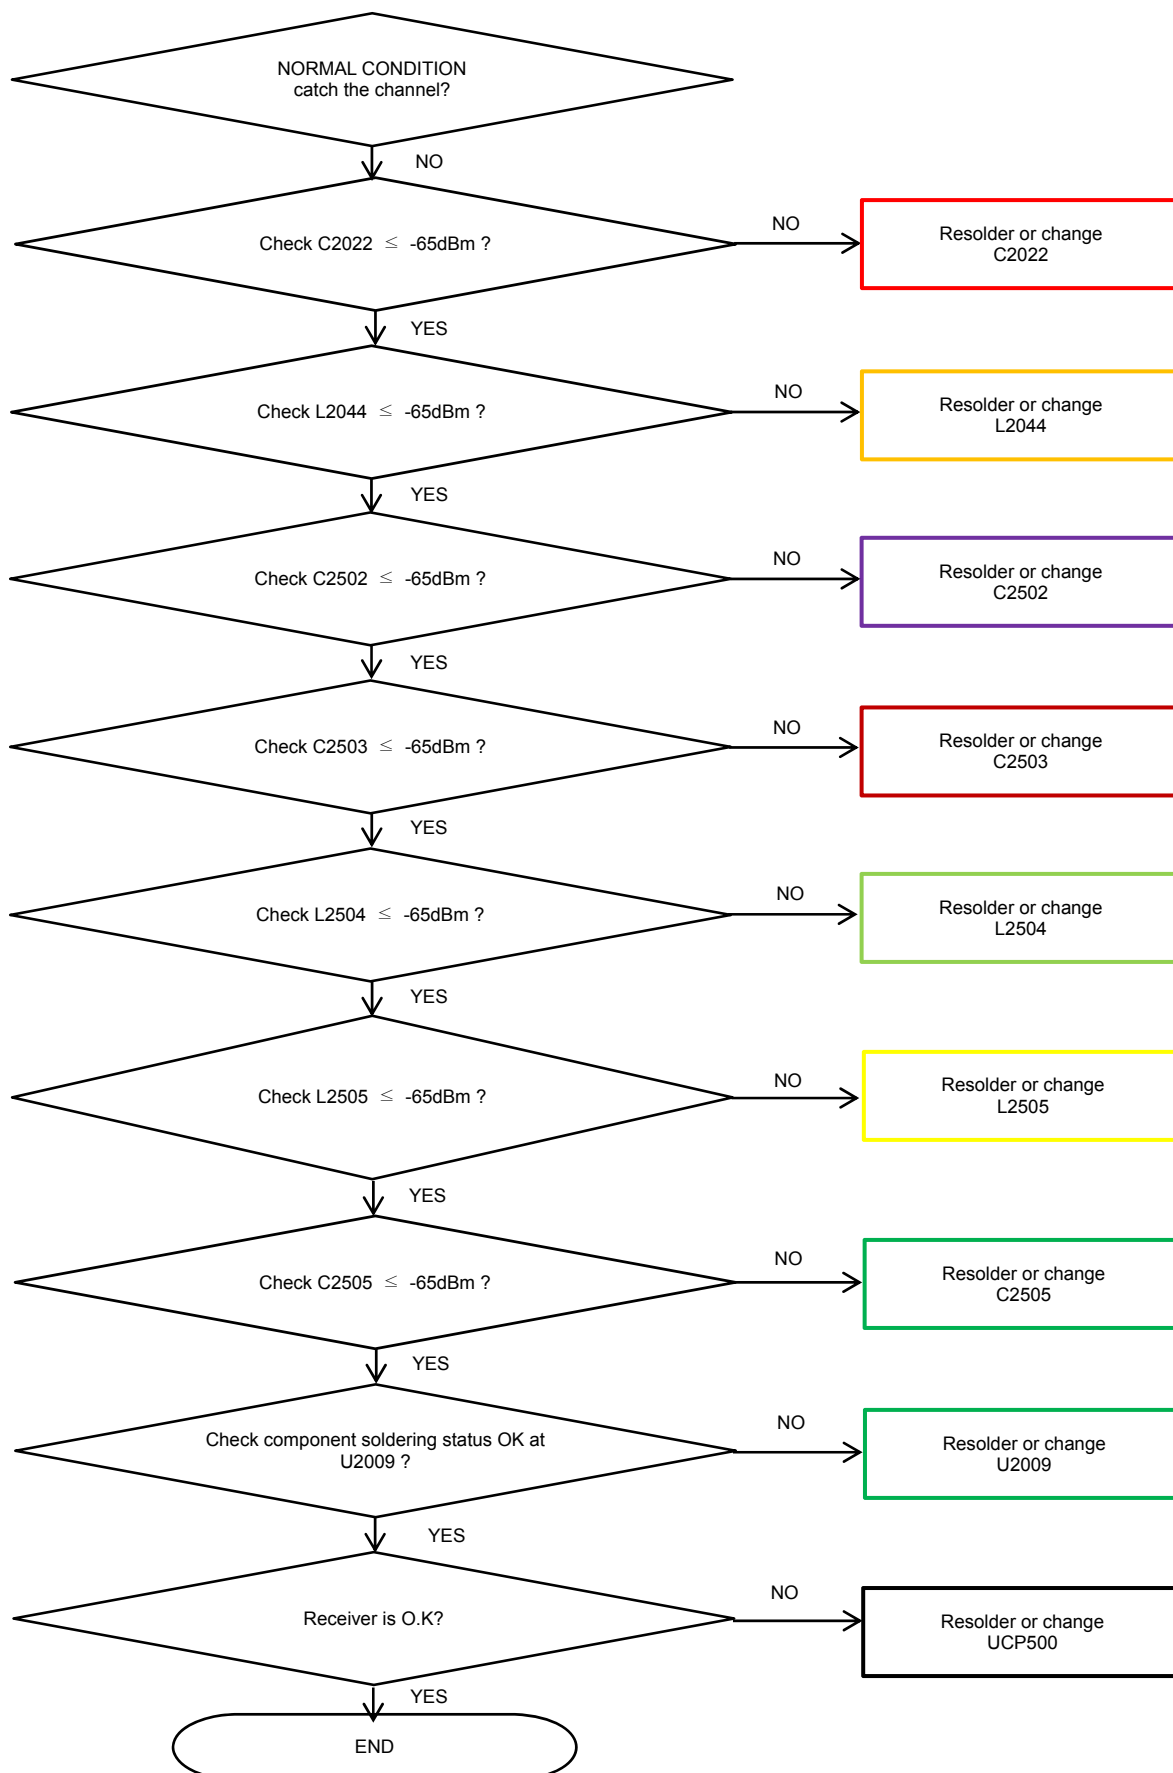 NORMAL CONDITION
catch the channel?
NO
Check C2022 ≤ -65dBm ?
NO
Resolder or change
C2022
YES
Check L2044 ≤ -65dBm ?
NO
Resolder or change
L2044
YES
Check C2502 ≤ -65dBm ?
NO
Resolder or change
C2502
YES
Check C2503 ≤ -65dBm ?
NO
Resolder or change
C2503
YES
Check L2504 ≤ -65dBm ?
NO
Resolder or change
L2504
YES
Check L2505 ≤ -65dBm ?
NO
Resolder or change
L2505
YES
Check C2505 ≤ -65dBm ?
NO
Resolder or change
C2505
YES
Check component soldering status OK at
U2009 ?
NO
Resolder or change
U2009
YES
Receiver is O.K?
NO
Resolder or change
UCP500
YES
END